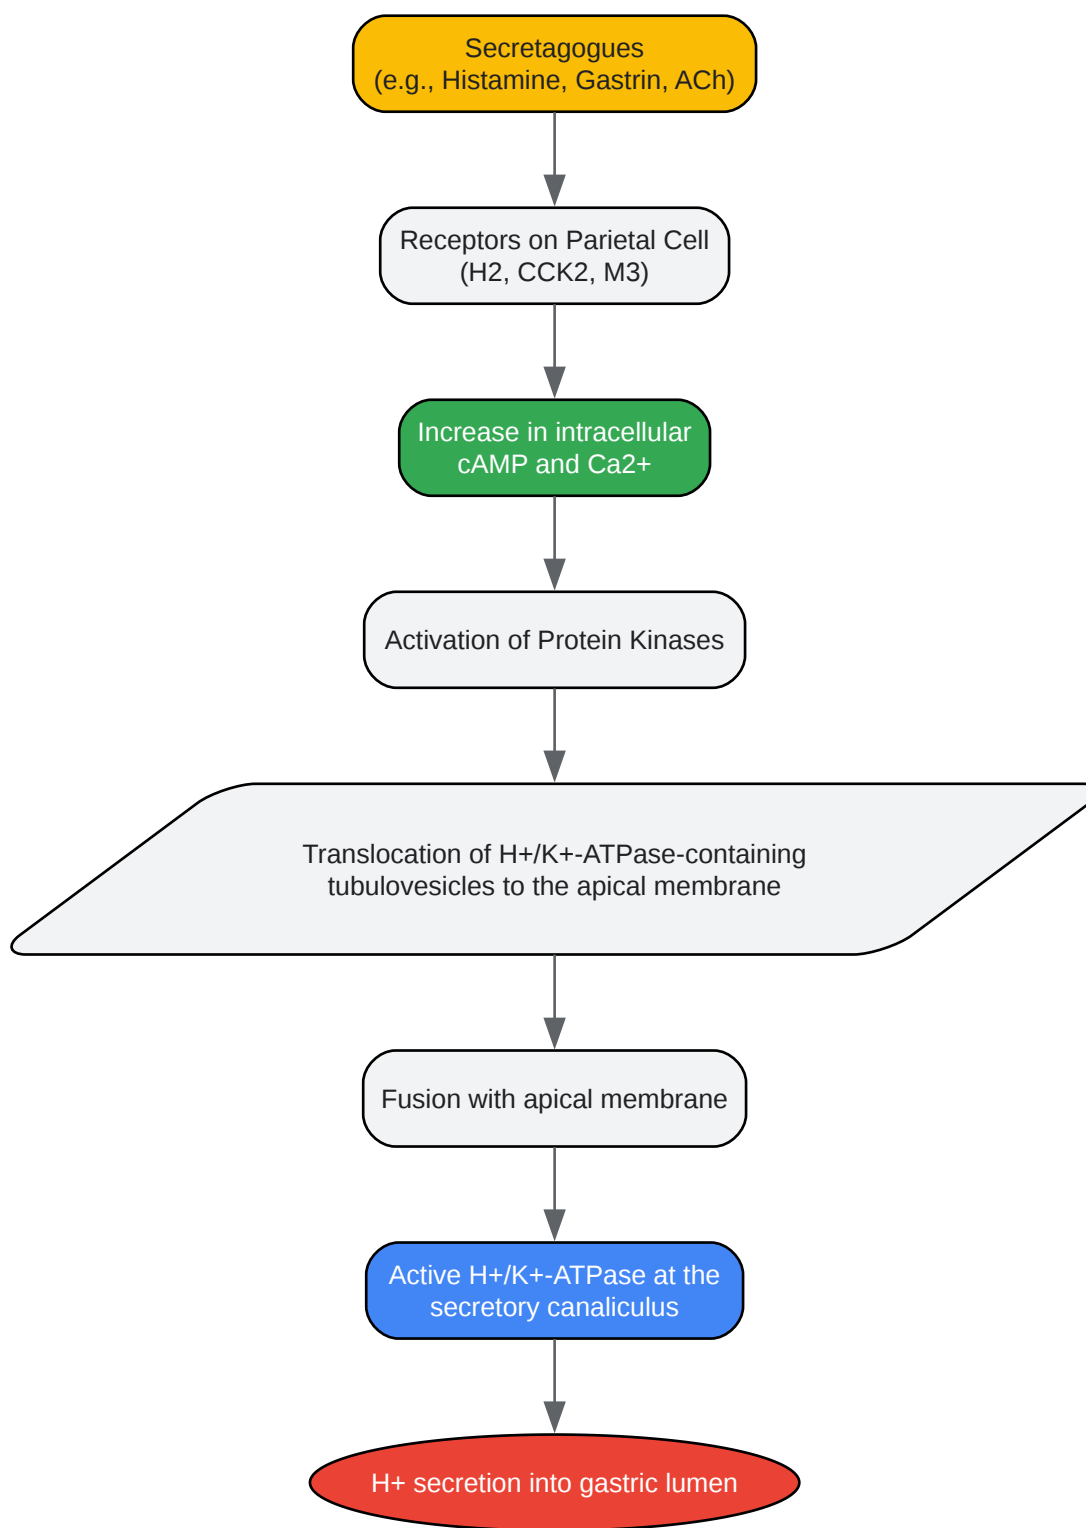 Secretagogues
(e.g., Histamine, Gastrin, ACh)
Receptors on Parietal Cell
(H2, CCK2, M3)
Increase in intracellular
cAMP and Ca2+
Activation of Protein Kinases
Translocation of H+/K+-ATPase-containing
tubulovesicles to the apical membrane
Fusion with apical membrane
Active H+/K+-ATPase at the
secretory canaliculus
H+ secretion into gastric lumen